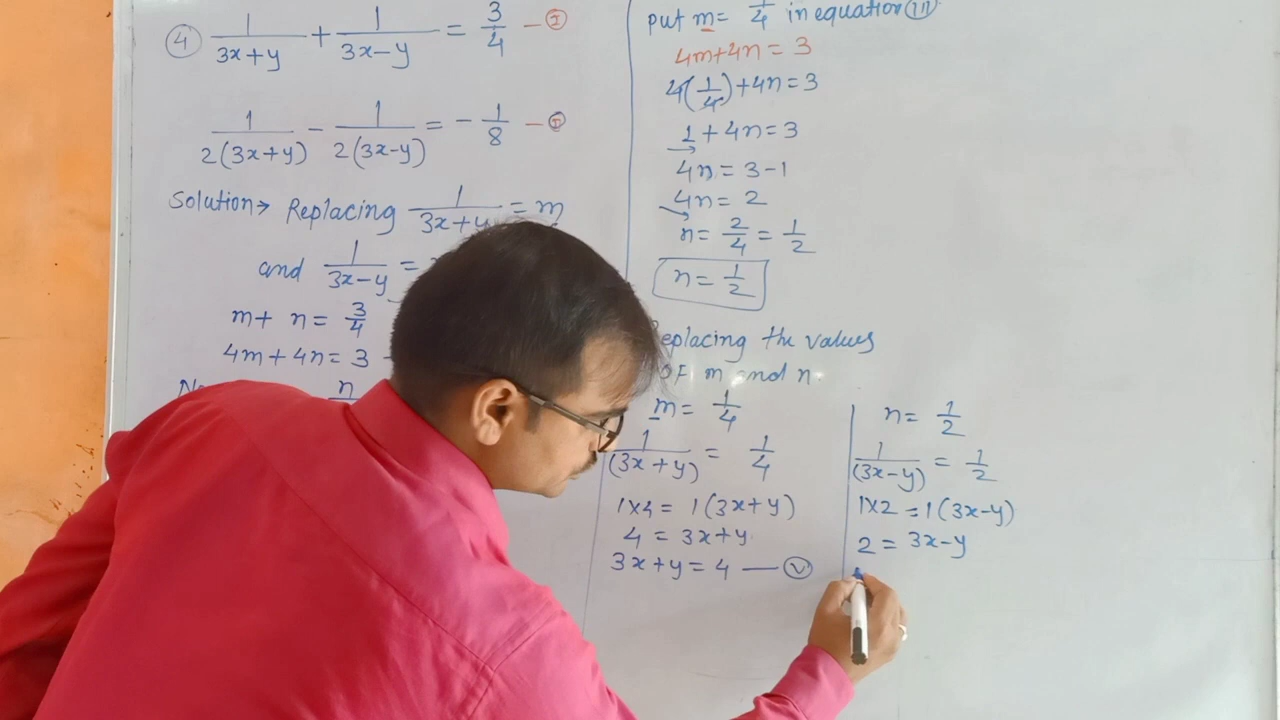 ④ 1/(3x+y) + 1/(3x-y) = 3/4 — Ⓘ
1/2(3x+y) - 1/2(3x-y) = -1/8 — Ⅱ
Solution → Replacing 1/(3x+y) = m
and 1/(3x-y) =
m + n = 3/4
4m + 4n = 3
n
put m = 1/4 in equation (III)
4m+4n = 3
4(1/4) + 4n = 3
1 + 4n = 3
4n = 3-1
4n = 2
n = 2/4 = 1/2
n = 1/2
eplacing the values
OF m and n.
m = 1/4
1/(3x+y) = 1/4
1×4 = 1(3x+y)
4 = 3x+y
3x+y = 4 — Ⓥ
n = 1/2
1/(3x-y) = 1/2
1×2 = 1(3x-y)
2 = 3x-y